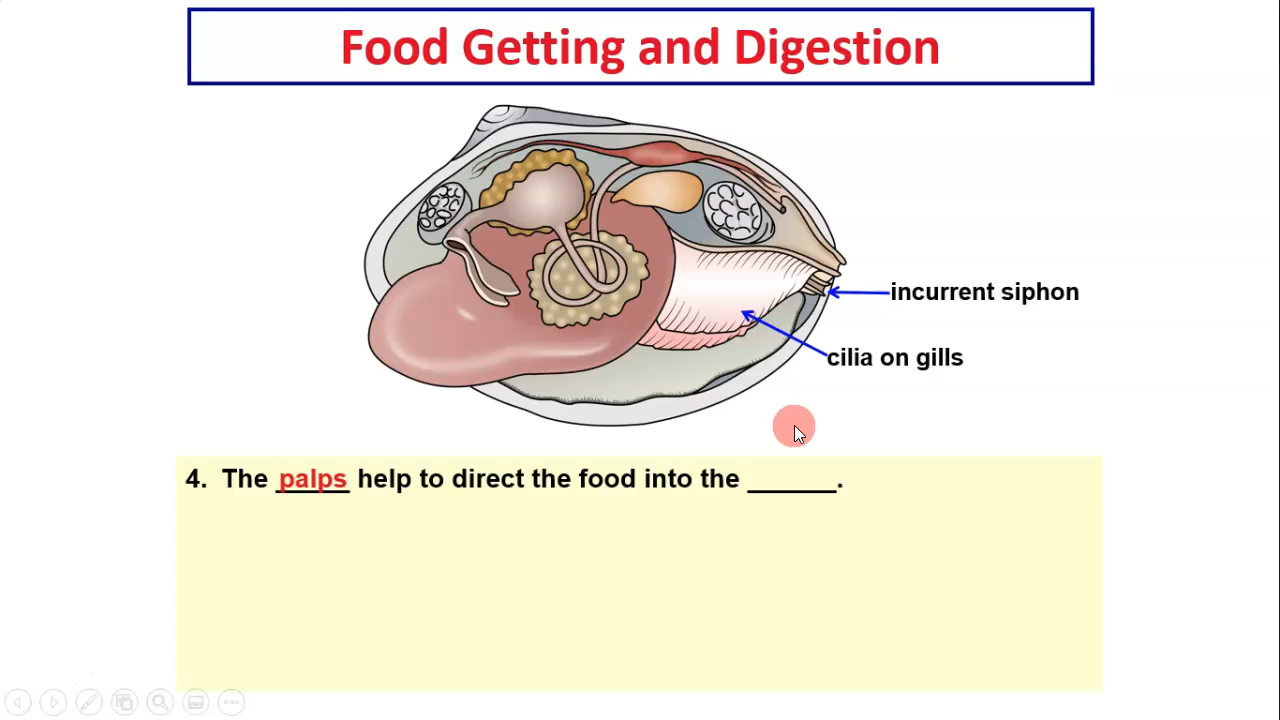 Food Getting and Digestion
incurrent siphon
cilia on gills
4. The palps help to direct the food into the ______.